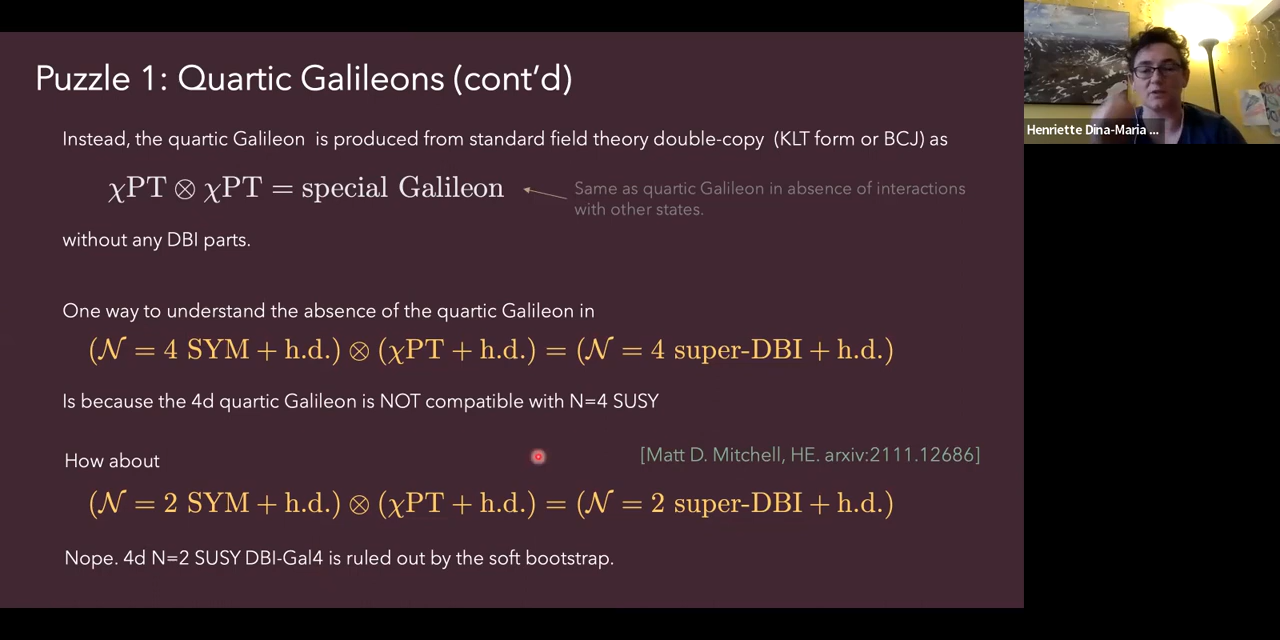 Puzzle 1: Quartic Galileons (cont'd)
Henriette Dina-Maria ...
Instead, the quartic Galileon is produced from standard field theory double-copy (KLT form or BCJ) as
χPT ⊗ χPT = special Galileon
Same as quartic Galileon in absence of interactions
with other states.
without any DBI parts.
One way to understand the absence of the quartic Galileon in
(𝒩 = 4 SYM + h.d.) ⊗ (χPT + h.d.) = (𝒩 = 4 super-DBI + h.d.)
Is because the 4d quartic Galileon is NOT compatible with N=4 SUSY
How about
[Matt D. Mitchell, HE. arxiv:2111.12686]
(𝒩 = 2 SYM + h.d.) ⊗ (χPT + h.d.) = (𝒩 = 2 super-DBI + h.d.)
Nope. 4d N=2 SUSY DBI-Gal4 is ruled out by the soft bootstrap.